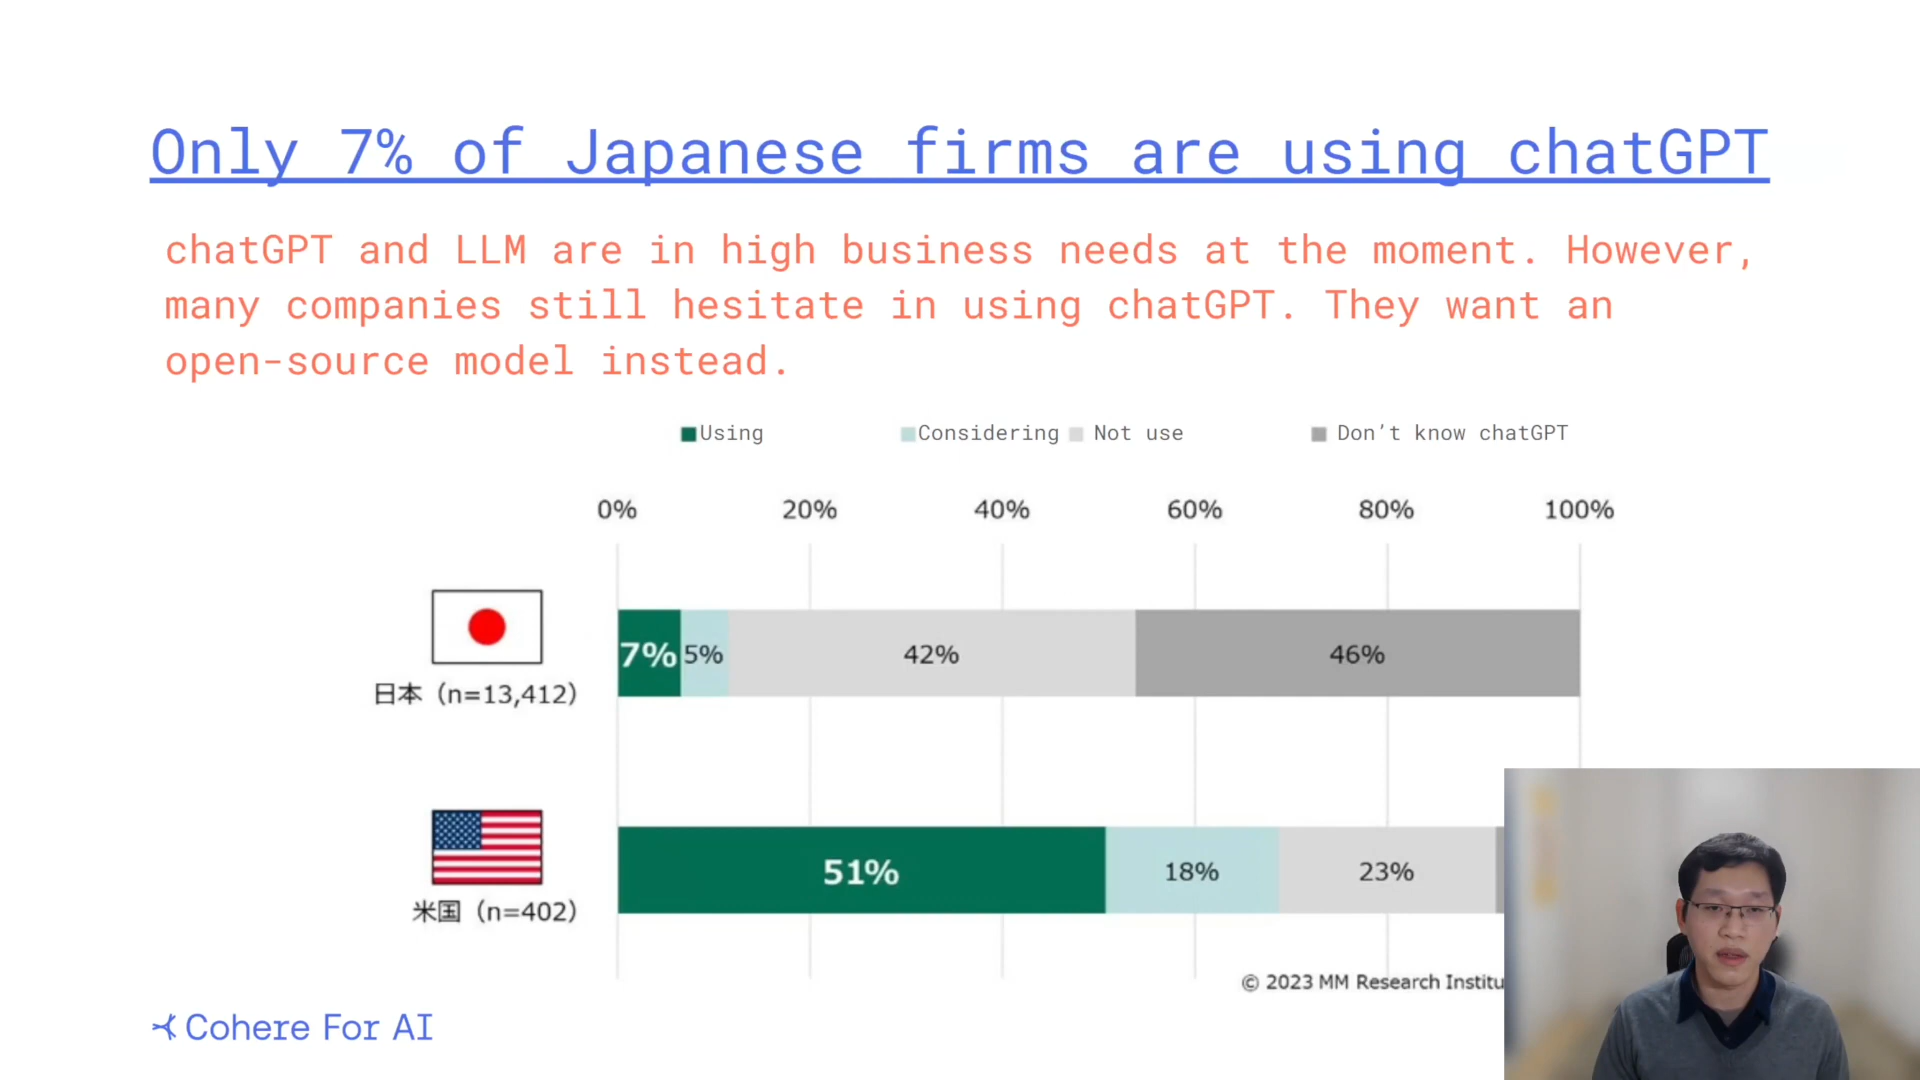 Only 7% of Japanese firms are using chatGPT
chatGPT and LLM are in high business needs at the moment. However,
many companies still hesitate in using chatGPT. They want an
open-source model instead.
Using Considering Not use Don't know chatGPT
0% 20% 40% 60% 80% 100%
7% 5% 42% 46%
日本（n=13,412）
51% 18% 23%
米国（n=402）
© 2023 MM Research
Cohere For AI